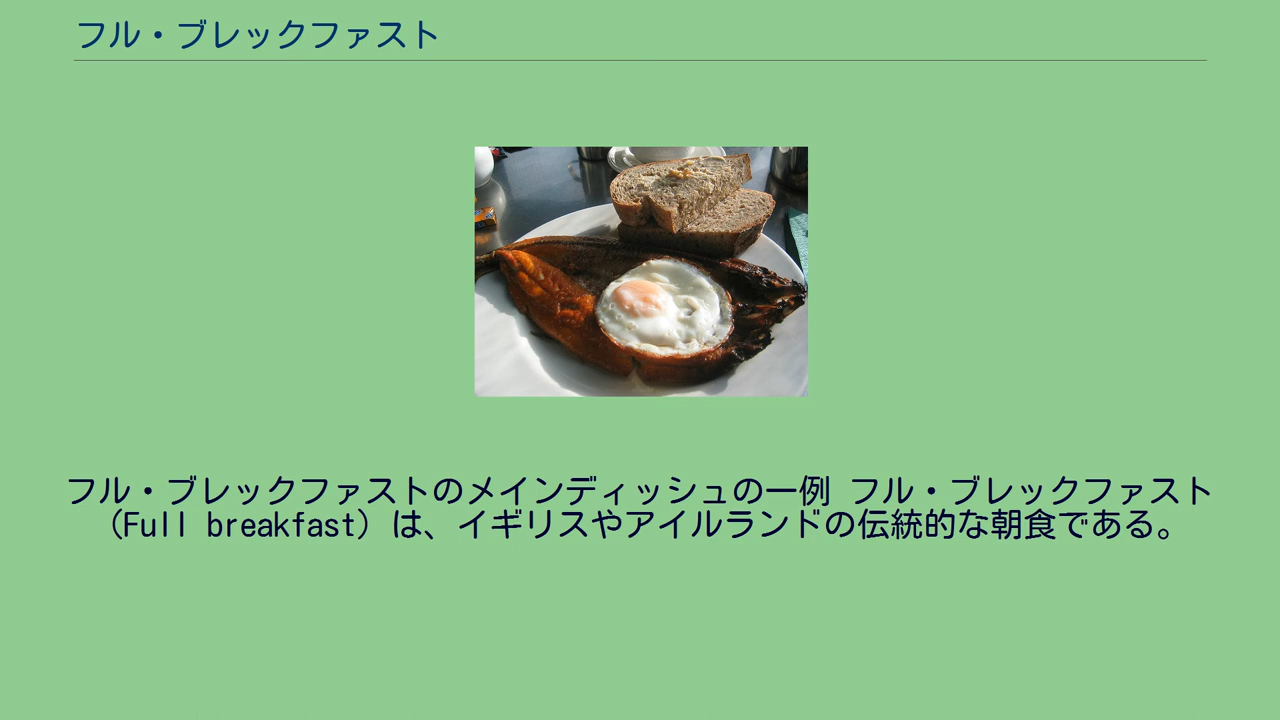 フル・ブレックファスト
フル・ブレックファストのメインディッシュの一例 フル・ブレックファスト
（Full breakfast）は、イギリスやアイルランドの伝統的な朝食である。